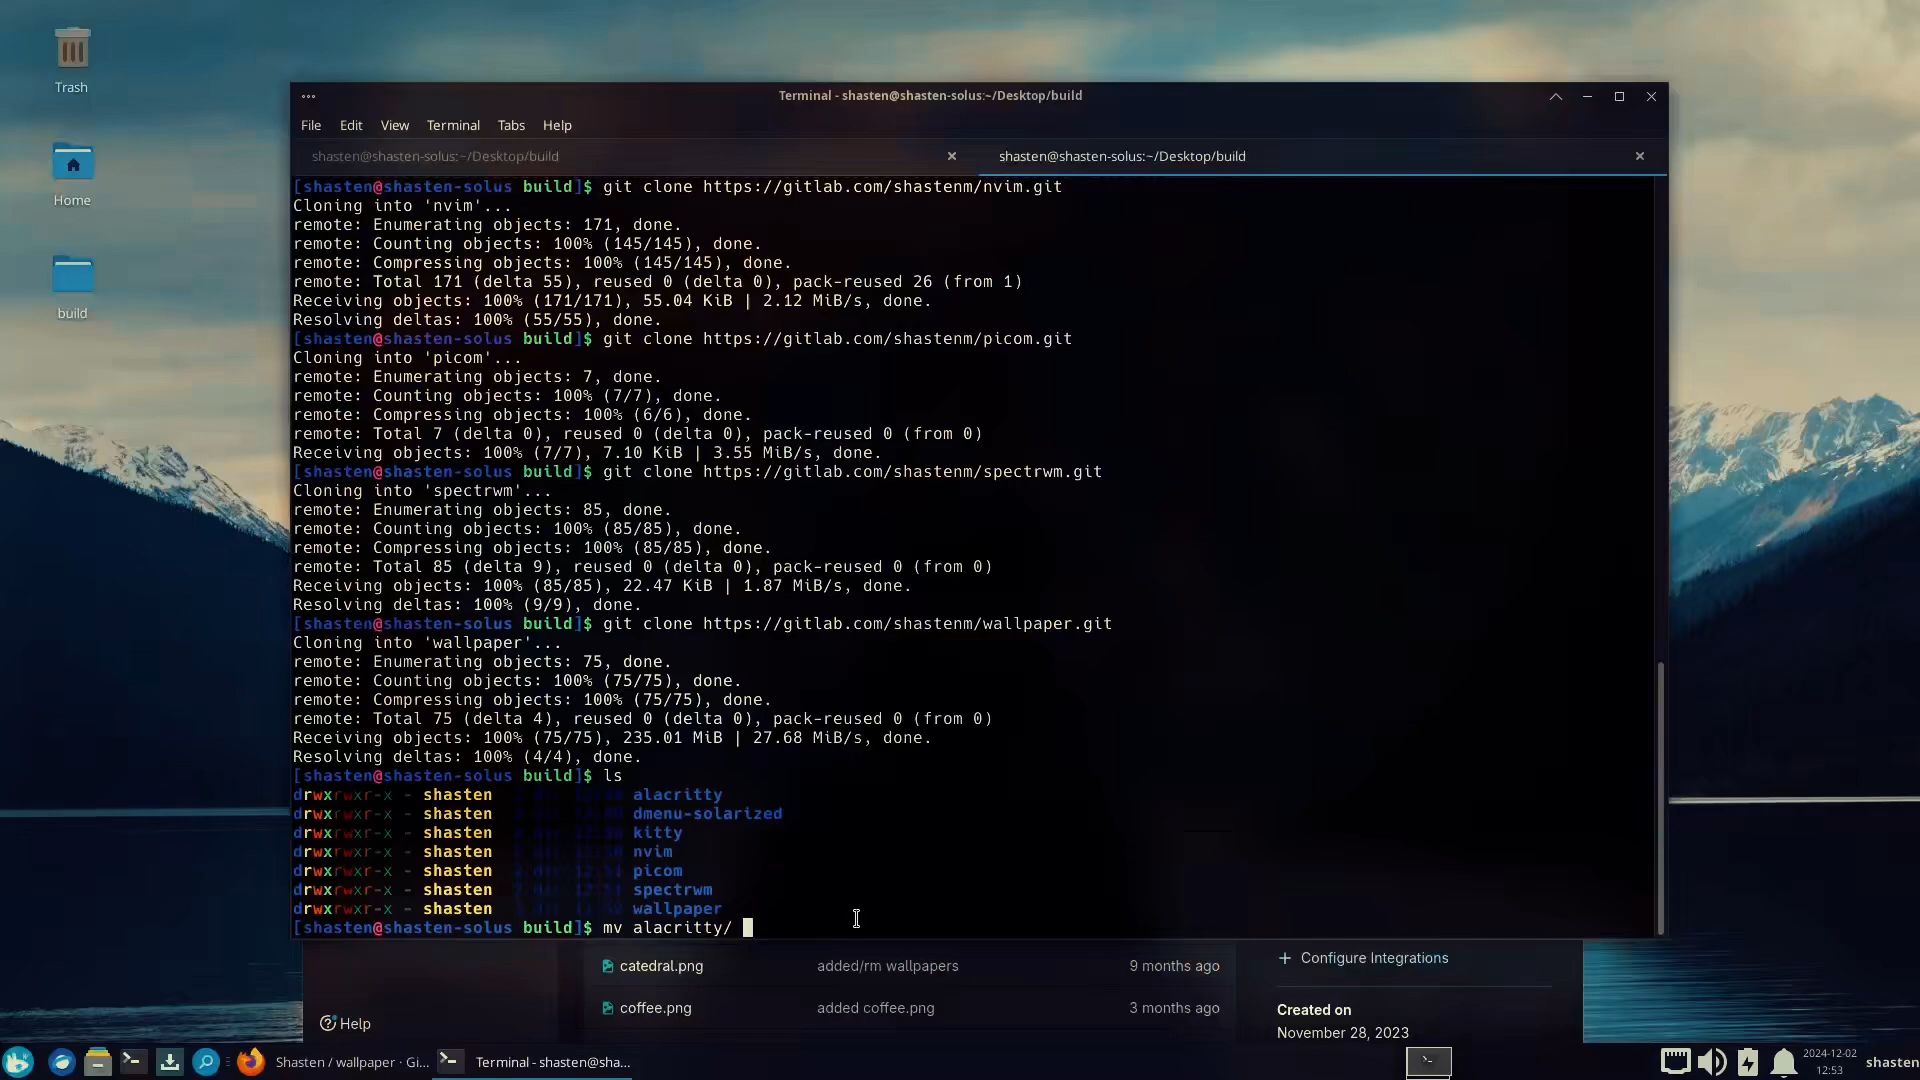 Trash
Home
build
Terminal - shasten@shasten-solus:~/Desktop/build
File Edit View Terminal Tabs Help
shasten@shasten-solus:~/Desktop/build
shasten@shasten-solus:~/Desktop/build
[shasten@shasten-solus build]$ git clone https://gitlab.com/shastenm/nvim.git
Cloning into 'nvim'...
remote: Enumerating objects: 171, done.
remote: Counting objects: 100% (145/145), done.
remote: Compressing objects: 100% (145/145), done.
remote: Total 171 (delta 55), reused 0 (delta 0), pack-reused 26 (from 1)
Receiving objects: 100% (171/171), 55.04 KiB | 2.12 MiB/s, done.
Resolving deltas: 100% (55/55), done.
[shasten@shasten-solus build]$ git clone https://gitlab.com/shastenm/picom.git
Cloning into 'picom'...
remote: Enumerating objects: 7, done.
remote: Counting objects: 100% (7/7), done.
remote: Compressing objects: 100% (6/6), done.
remote: Total 7 (delta 0), reused 0 (delta 0), pack-reused 0 (from 0)
Receiving objects: 100% (7/7), 7.10 KiB | 3.55 MiB/s, done.
[shasten@shasten-solus build]$ git clone https://gitlab.com/shastenm/spectrwm.git
Cloning into 'spectrwm'...
remote: Enumerating objects: 85, done.
remote: Counting objects: 100% (85/85), done.
remote: Compressing objects: 100% (85/85), done.
remote: Total 85 (delta 9), reused 0 (delta 0), pack-reused 0 (from 0)
Receiving objects: 100% (85/85), 22.47 KiB | 1.87 MiB/s, done.
Resolving deltas: 100% (9/9), done.
[shasten@shasten-solus build]$ git clone https://gitlab.com/shastenm/wallpaper.git
Cloning into 'wallpaper'...
remote: Enumerating objects: 75, done.
remote: Counting objects: 100% (75/75), done.
remote: Compressing objects: 100% (75/75), done.
remote: Total 75 (delta 4), reused 0 (delta 0), pack-reused 0 (from 0)
Receiving objects: 100% (75/75), 235.01 MiB | 27.68 MiB/s, done.
Resolving deltas: 100% (4/4), done.
[shasten@shasten-solus build]$ ls
drwxrwxr-x - shasten alacritty
drwxrwxr-x - shasten dmenu-solarized
drwxrwxr-x - shasten kitty
drwxrwxr-x - shasten nvim
drwxrwxr-x - shasten picom
drwxrwxr-x - shasten spectrwm
drwxrwxr-x - shasten wallpaper
[shasten@shasten-solus build]$ mv alacritty/
catedral.png added/rm wallpapers 9 months ago
coffee.png added coffee.png 3 months ago
Help
+ Configure Integrations
Created on
November 28, 2023
Shasten / wallpaper · Gi...
Terminal - shasten@sha...
2024-12-02
12:53
shasten